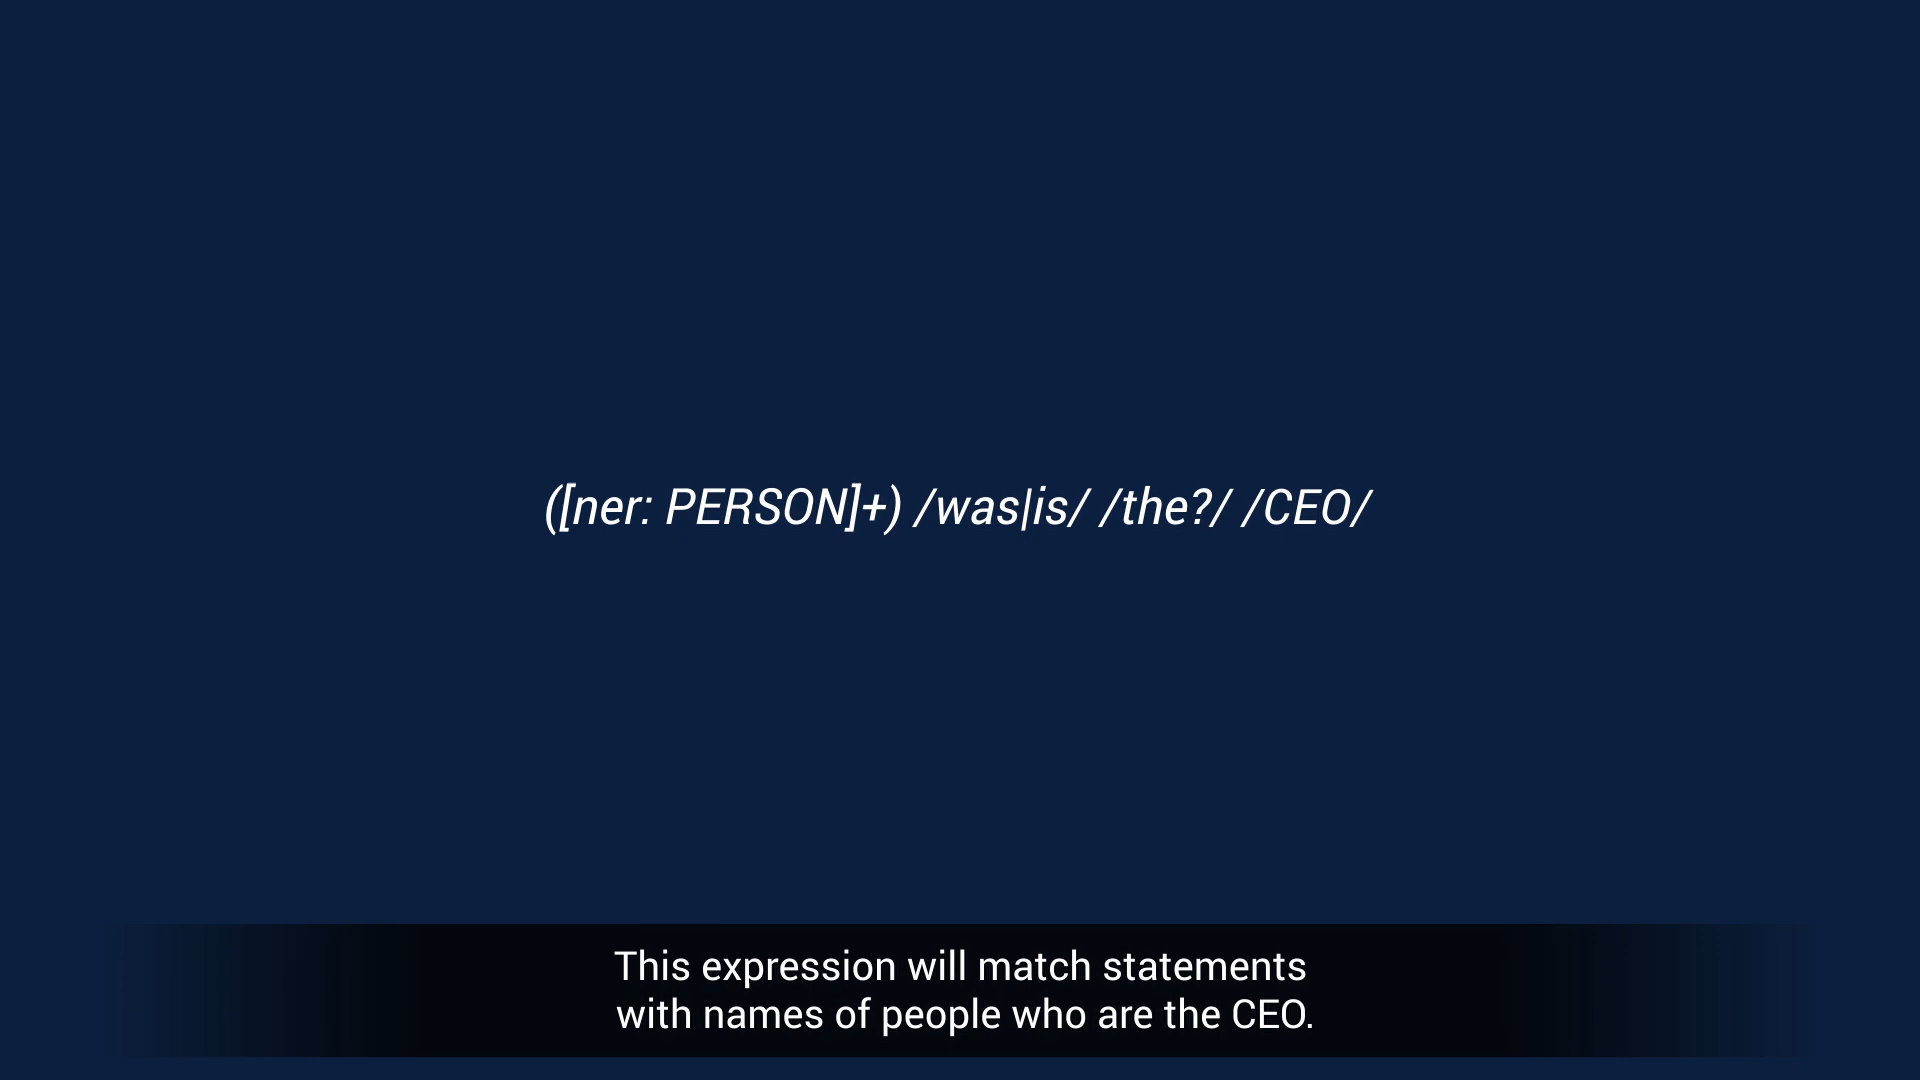 ([ner: PERSON]+) /was|is/ /the?/ /CEO/
This expression will match statements
with names of people who are the CEO.